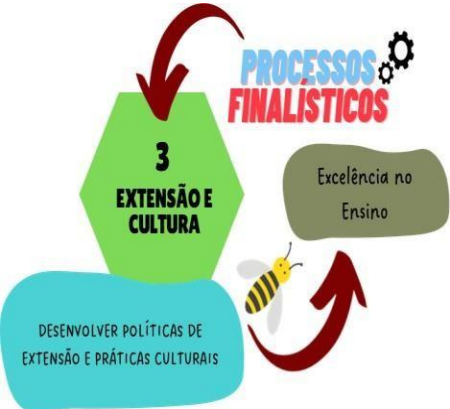 PROCESSOS
FINALÍSTICOS
3
EXTENSÃO E
CULTURA
Excelência no
Ensino
DESENVOLVER POLÍTICAS DE
EXTENSÃO E PRÁTICAS CULTURAIS